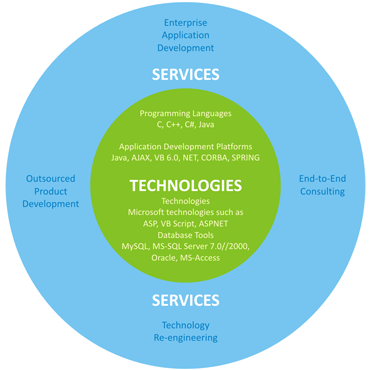 Enterprise
Application
Development
SERVICES
Programming Languages
C, C++, C#, Java
Application Development Platforms
Java, AJAX, VB 6.0, NET, CORBA, SPRING
Outsourced
Product
Development
TECHNOLOGIES
End-to-End
Consulting
Technologies
Microsoft technologies such as
ASP, VB Script, ASPNET
Database Tools
MySQL, MS-SQL Server 7.0//2000,
Oracle, MS-Access
SERVICES
Technology
Re-engineering